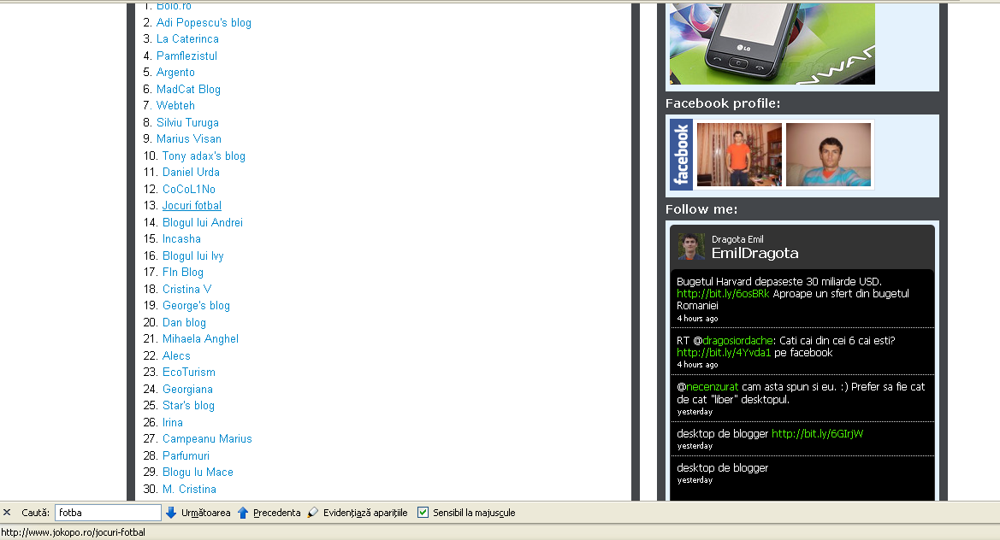 1. Bolo.ro
2. Adi Popescu's blog
3. La Caterinca
4. Pamflezistul
5. Argento
6. MadCat Blog
7. Webteh
8. Silviu Turuga
9. Marius Visan
10. Tony adax's blog
11. Daniel Urda
12. CoCoL1No
13. Jocuri fotbal
14. Blogul lui Andrei
15. Incasha
16. Blogul lui Ivy
17. FIn Blog
18. Cristina V
19. George's blog
20. Dan blog
21. Mihaela Anghel
22. Alecs
23. EcoTurism
24. Georgiana
25. Star's blog
26. Irina
27. Campeanu Marius
28. Parfumuri
29. Blogu lu Mace
30. M. Cristina
LG
Facebook profile:
facebook
Follow me:
Dragota Emil
EmilDragota
Bugetul Harvard depaseste 30 miliarde USD.
http://bit.ly/6osBRk Aproape un sfert din bugetul
Romaniei
4 hours ago
RT @dragosiordache: Cati cai din cei 6 cai esti?
http://bit.ly/4Yvda1 pe facebook
4 hours ago
@necenzurat cam asta spun si eu. :) Prefer sa fie cat
de cat "liber" desktopul.
yesterday
desktop de blogger http://bit.ly/6GIrjW
yesterday
desktop de blogger
yesterday
Caută: fotba Următoarea Precedenta Evidențiază aparițiile Sensibil la majuscule
http://www.jokopo.ro/jocuri-fotbal